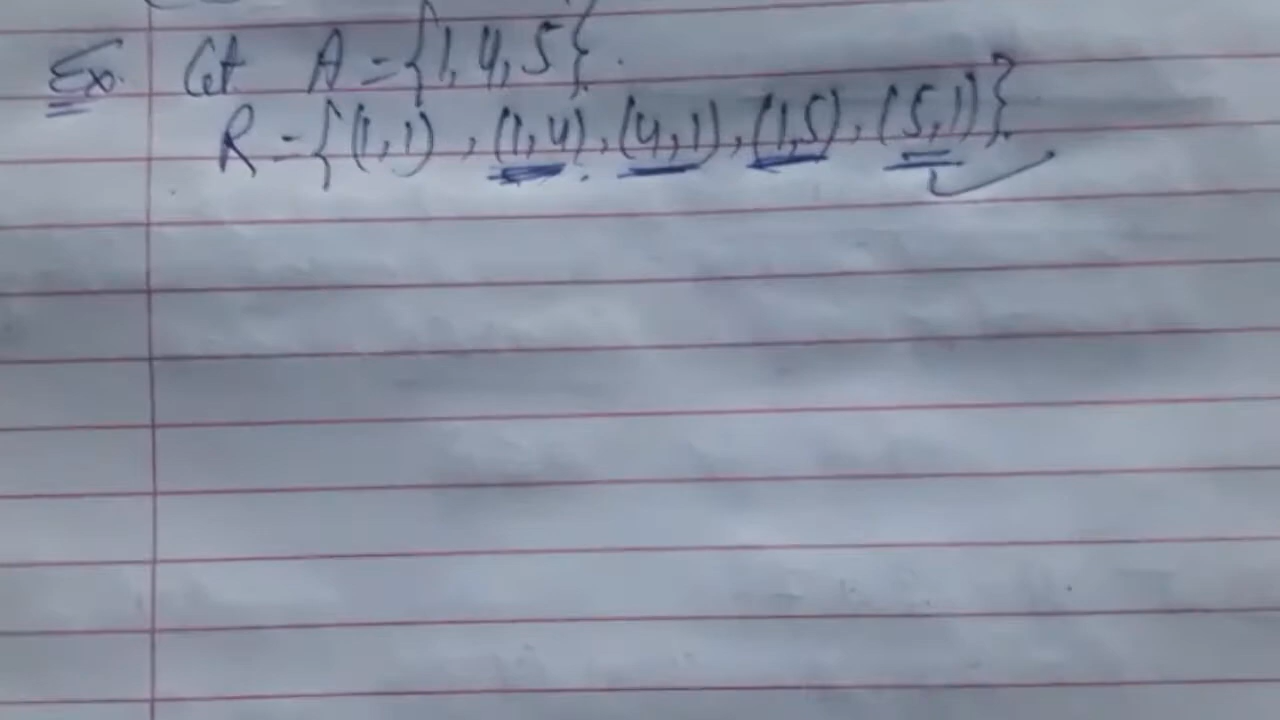 Ex. Let A = {1, 4, 5}.
R = {(1, 1), (1, 4), (4, 1), (1, 5), (5, 1)}